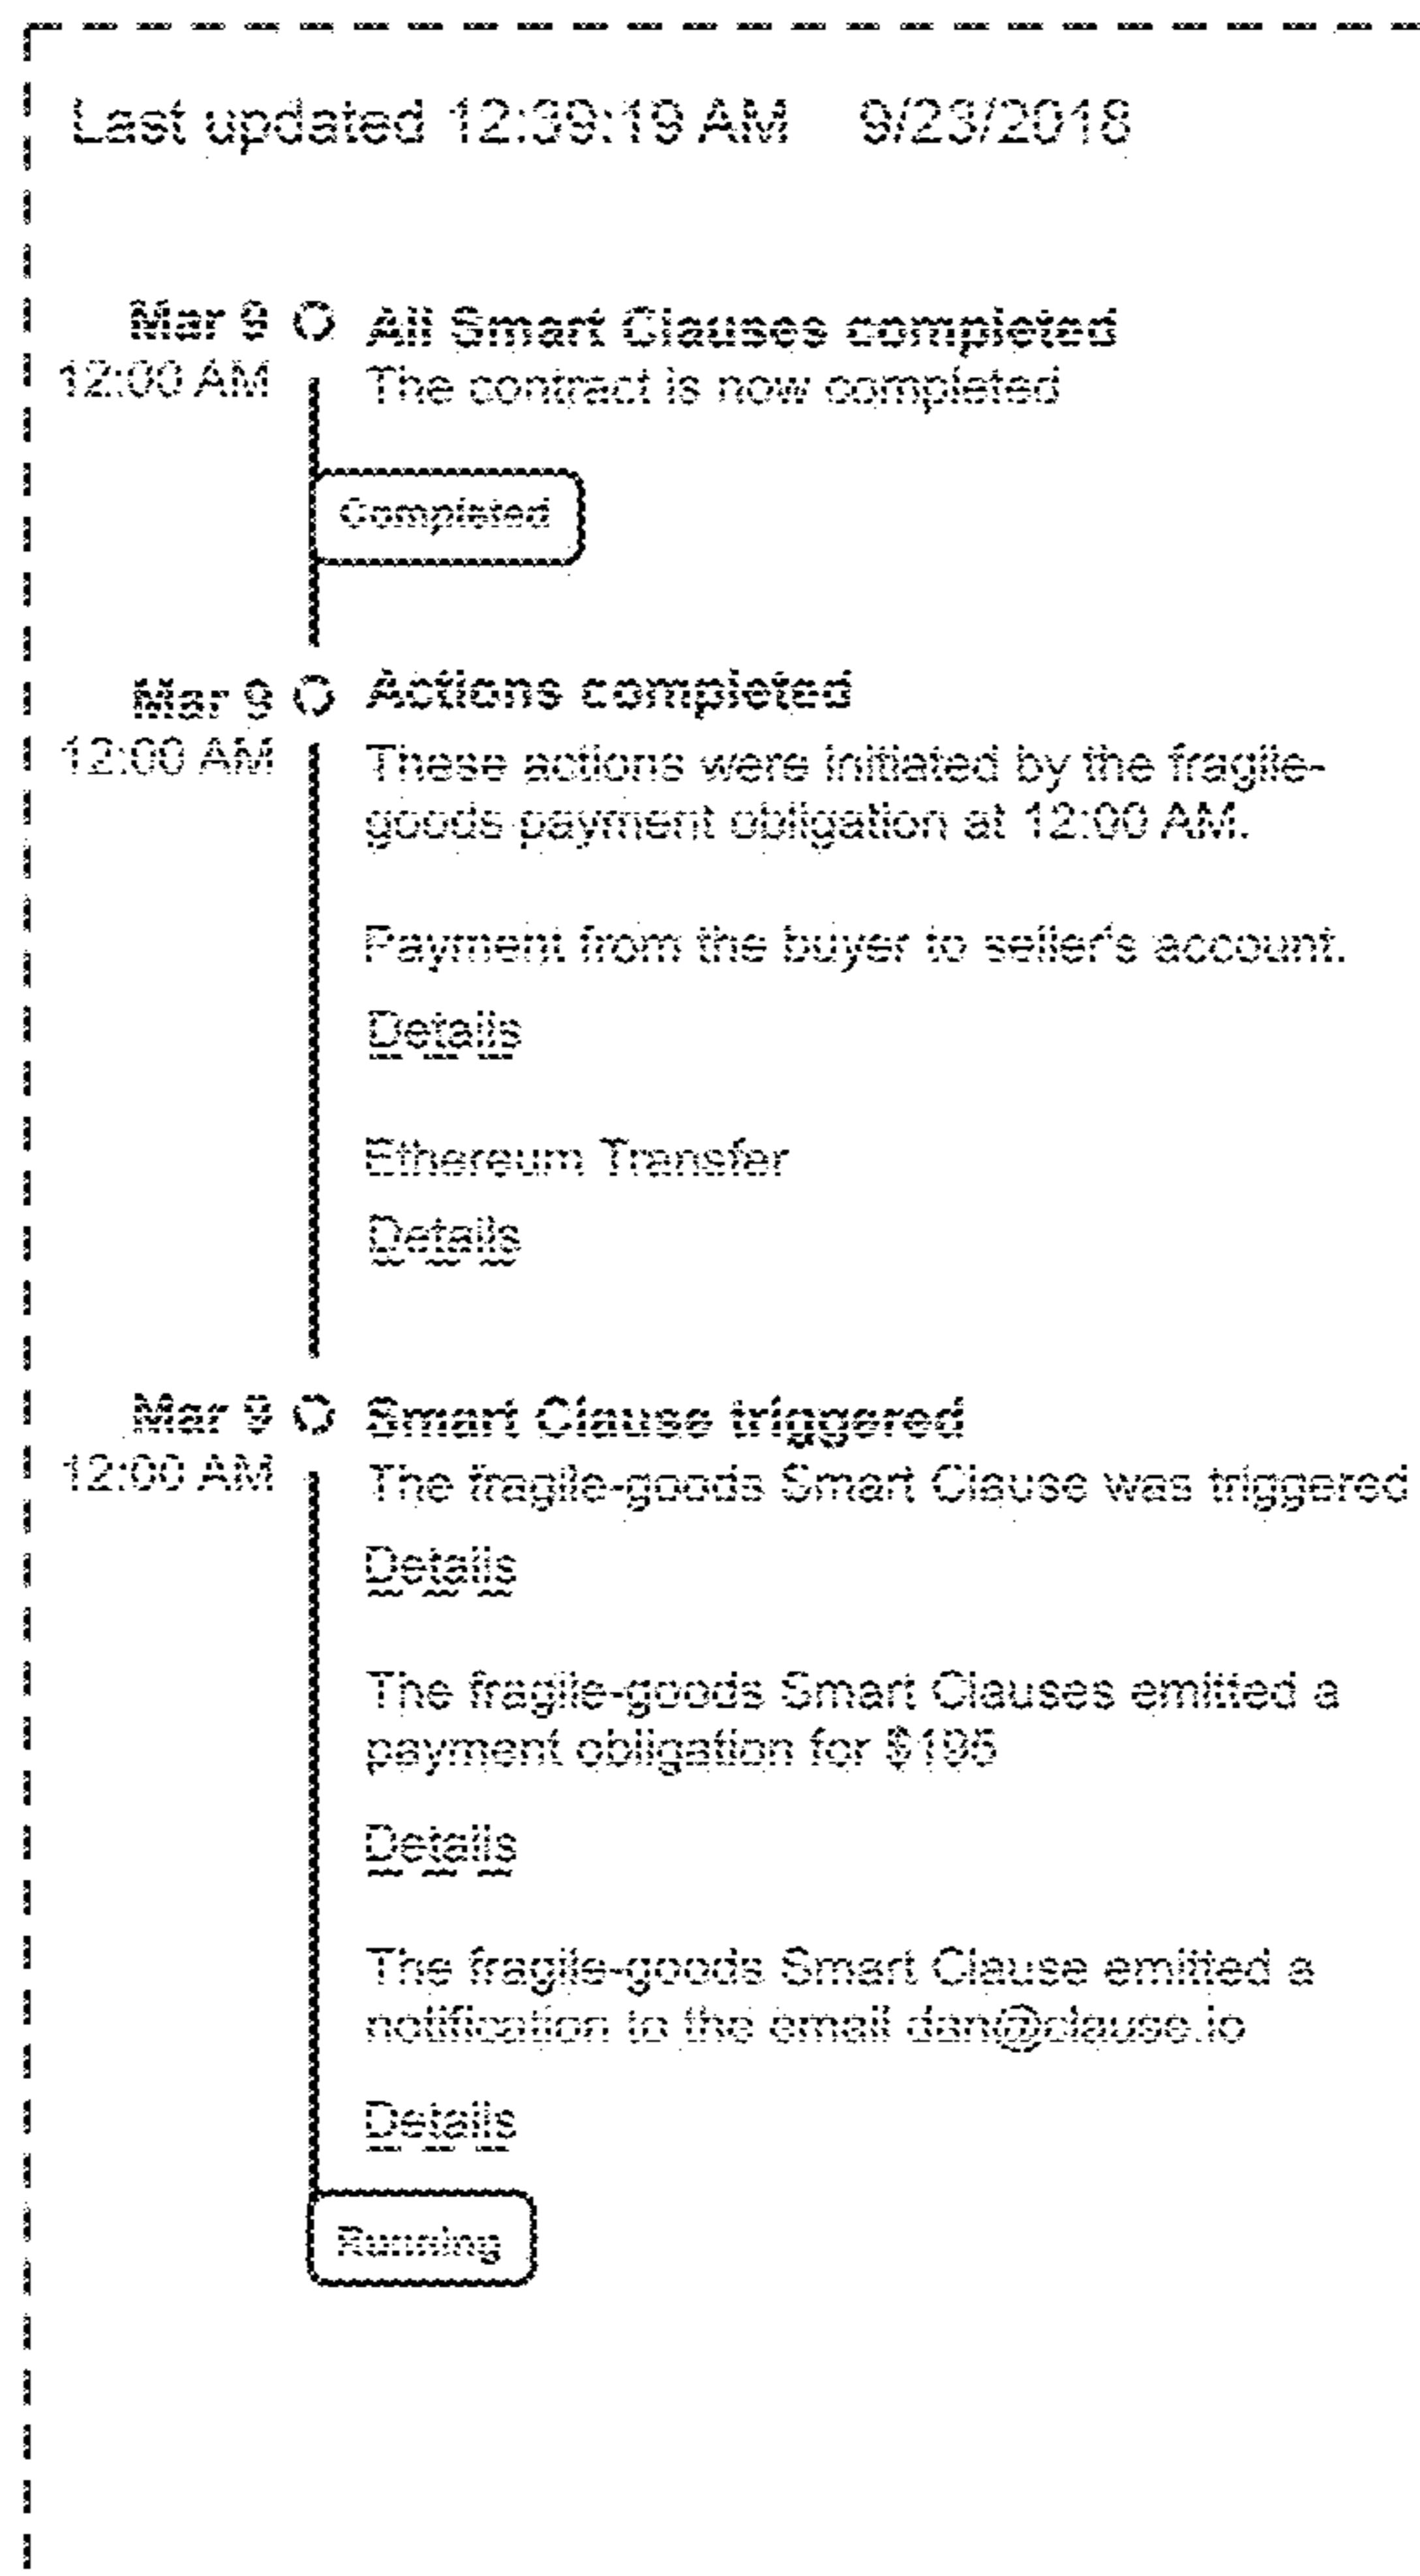 Last updated 12:39:19 AM 9/23/2018
Mar 9 All Smart Clauses completed
12:00 AM The contract is now completed
Completed
Mar 9 Actions completed
12:00 AM These actions were initiated by the fragile-
goods payment obligation at 12:00 AM.
Payment from the buyer to seller's account.
Details
Ethereum Transfer
Details
Mar 9 Smart Clause triggered
12:00 AM The fragile-goods Smart Clause was triggered
Details
The fragile-goods Smart Clauses emitted a
payment obligation for $195
Details
The fragile-goods Smart Clause emitted a
notification to the email dan@clause.io
Details
Running